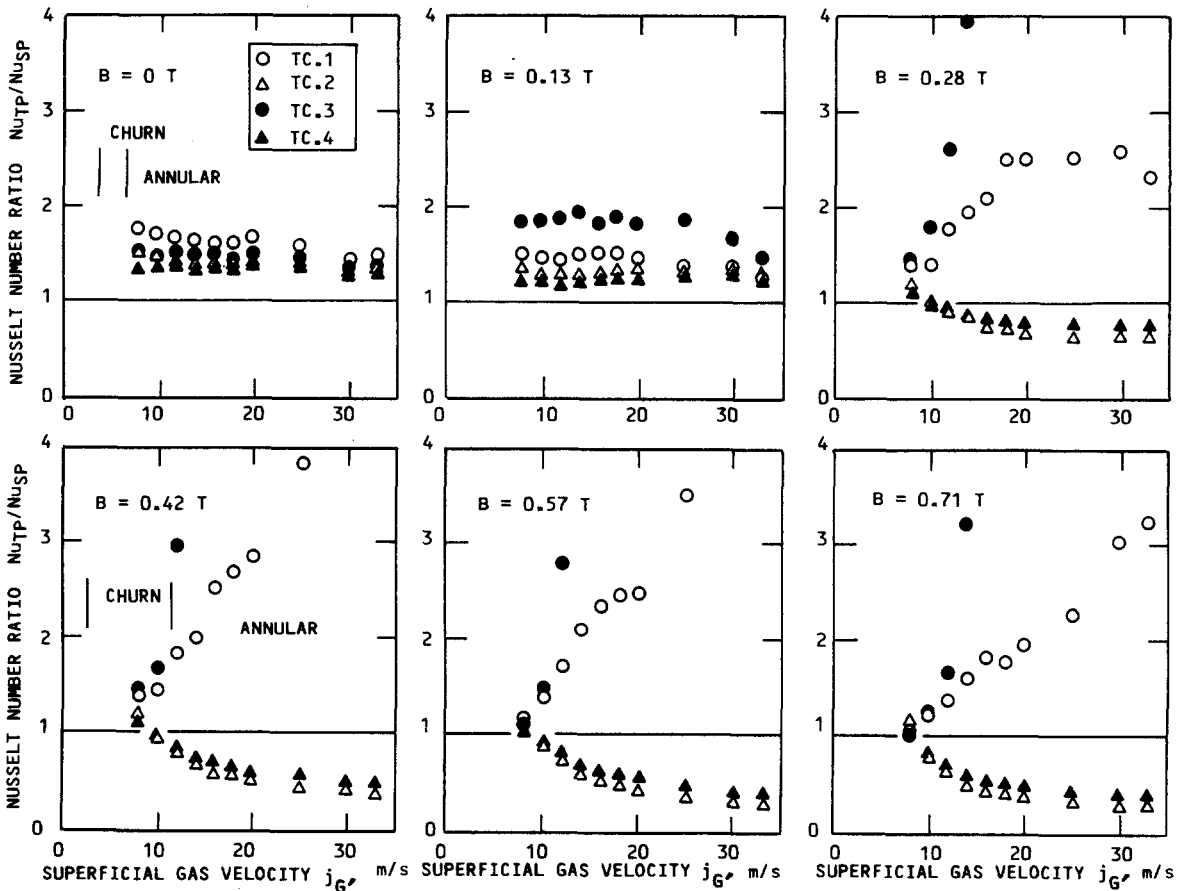 NUSSELT NUMBER RATIO NuTP/NuSP
4
3
2
1
0
B = 0 T
○ TC.1
△ TC.2
● TC.3
▲ TC.4
CHURN
ANNULAR
0 10 20 30
4
3
2
1
0
B = 0.13 T
0 10 20 30
4
3
2
1
0
B = 0.28 T
0 10 20 30
NUSSELT NUMBER RATIO NuTP/NuSP
4
3
2
1
0
B = 0.42 T
CHURN
ANNULAR
0 10 20 30
SUPERFICIAL GAS VELOCITY jG, m/s
4
3
2
1
0
B = 0.57 T
0 10 20 30
SUPERFICIAL GAS VELOCITY jG, m/s
4
3
2
1
0
B = 0.71 T
0 10 20 30
SUPERFICIAL GAS VELOCITY jG, m/s